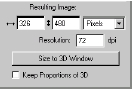 Resulting Image:
326 480 Pixels
Resolution: 72 dpi
Size to 3D Window
Keep Proportions of 3D